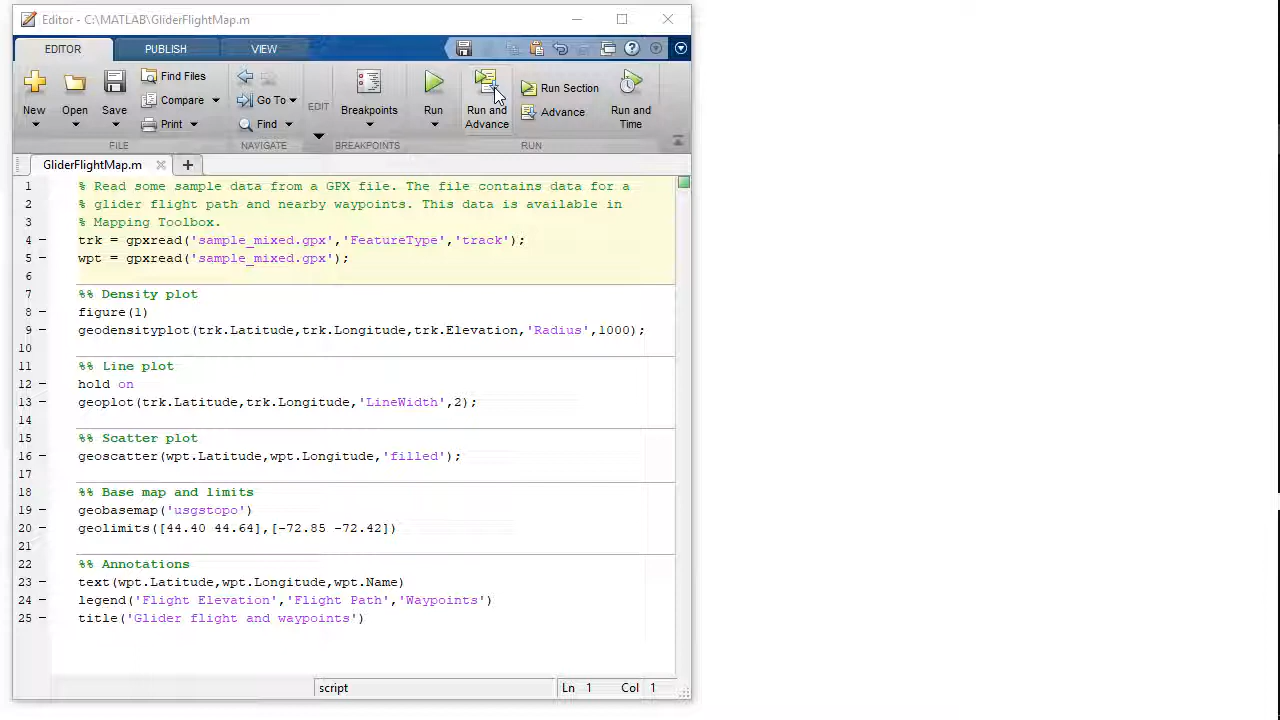 Editor - C:\MATLAB\GliderFlightMap.m
EDITOR PUBLISH VIEW
New Open Save Find Files Compare Print Go To Find EDIT Breakpoints Run Run and Advance Run Section Advance Run and Time
FILE NAVIGATE BREAKPOINTS RUN
GliderFlightMap.m
1 % Read some sample data from a GPX file. The file contains data for a
2 % glider flight path and nearby waypoints. This data is available in
3 % Mapping Toolbox.
4 trk = gpxread('sample_mixed.gpx','FeatureType','track');
5 wpt = gpxread('sample_mixed.gpx');
6
7 %% Density plot
8 figure(1)
9 geodensityplot(trk.Latitude,trk.Longitude,trk.Elevation,'Radius',1000);
10
11 %% Line plot
12 hold on
13 geoplot(trk.Latitude,trk.Longitude,'LineWidth',2);
14
15 %% Scatter plot
16 geoscatter(wpt.Latitude,wpt.Longitude,'filled');
17
18 %% Base map and limits
19 geobasemap('usgstopo')
20 geolimits([44.40 44.64],[-72.85 -72.42])
21
22 %% Annotations
23 text(wpt.Latitude,wpt.Longitude,wpt.Name)
24 legend('Flight Elevation','Flight Path','Waypoints')
25 title('Glider flight and waypoints')
script Ln 1 Col 1